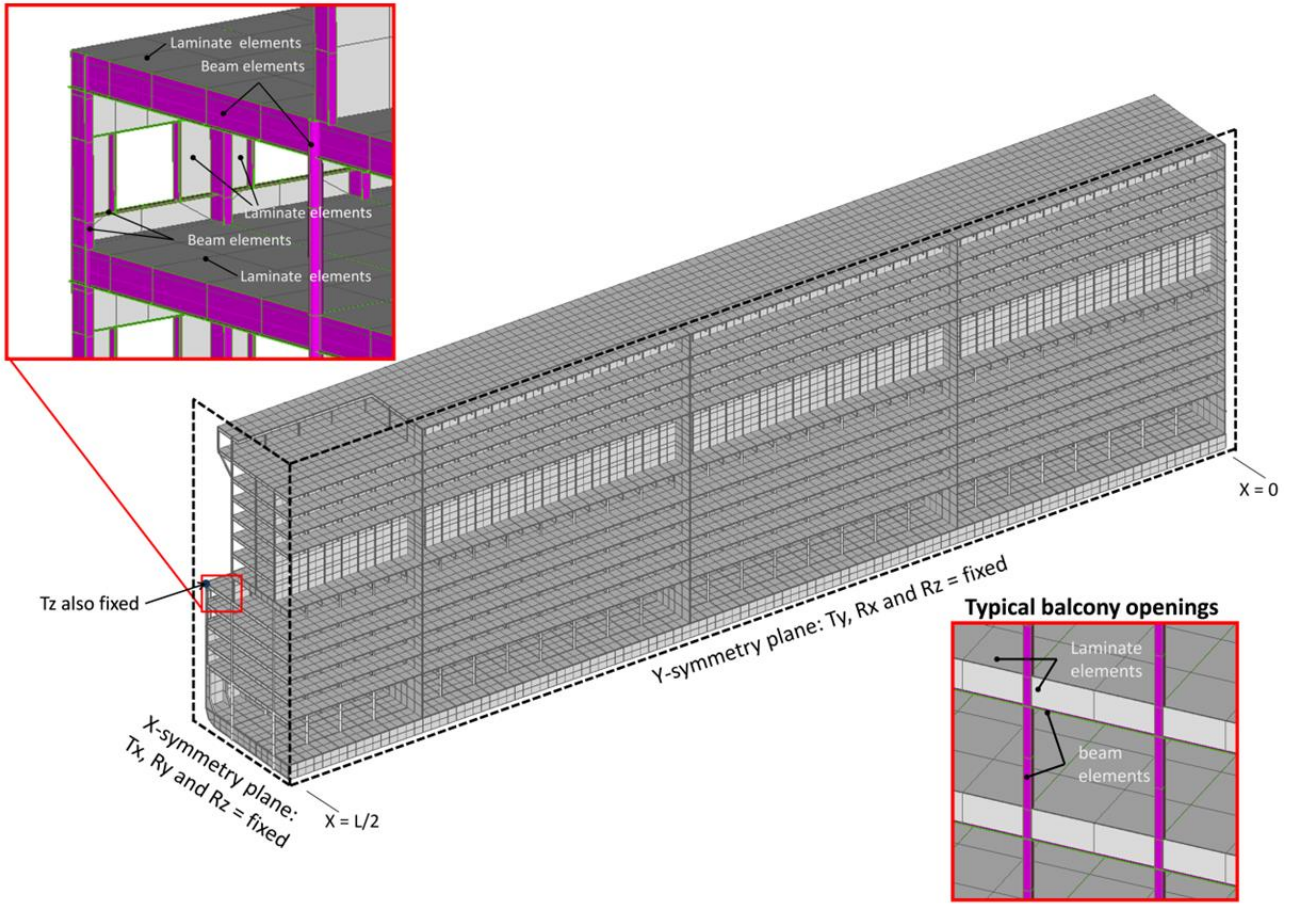 Laminate elements
Beam elements
Laminate elements
Beam elements
Laminate elements
X = 0
Tz also fixed
Y-symmetry plane: Ty, Rx and Rz = fixed
Typical balcony openings
Laminate
elements
beam
elements
X-symmetry plane:
Tx, Ry and Rz = fixed
X = L/2